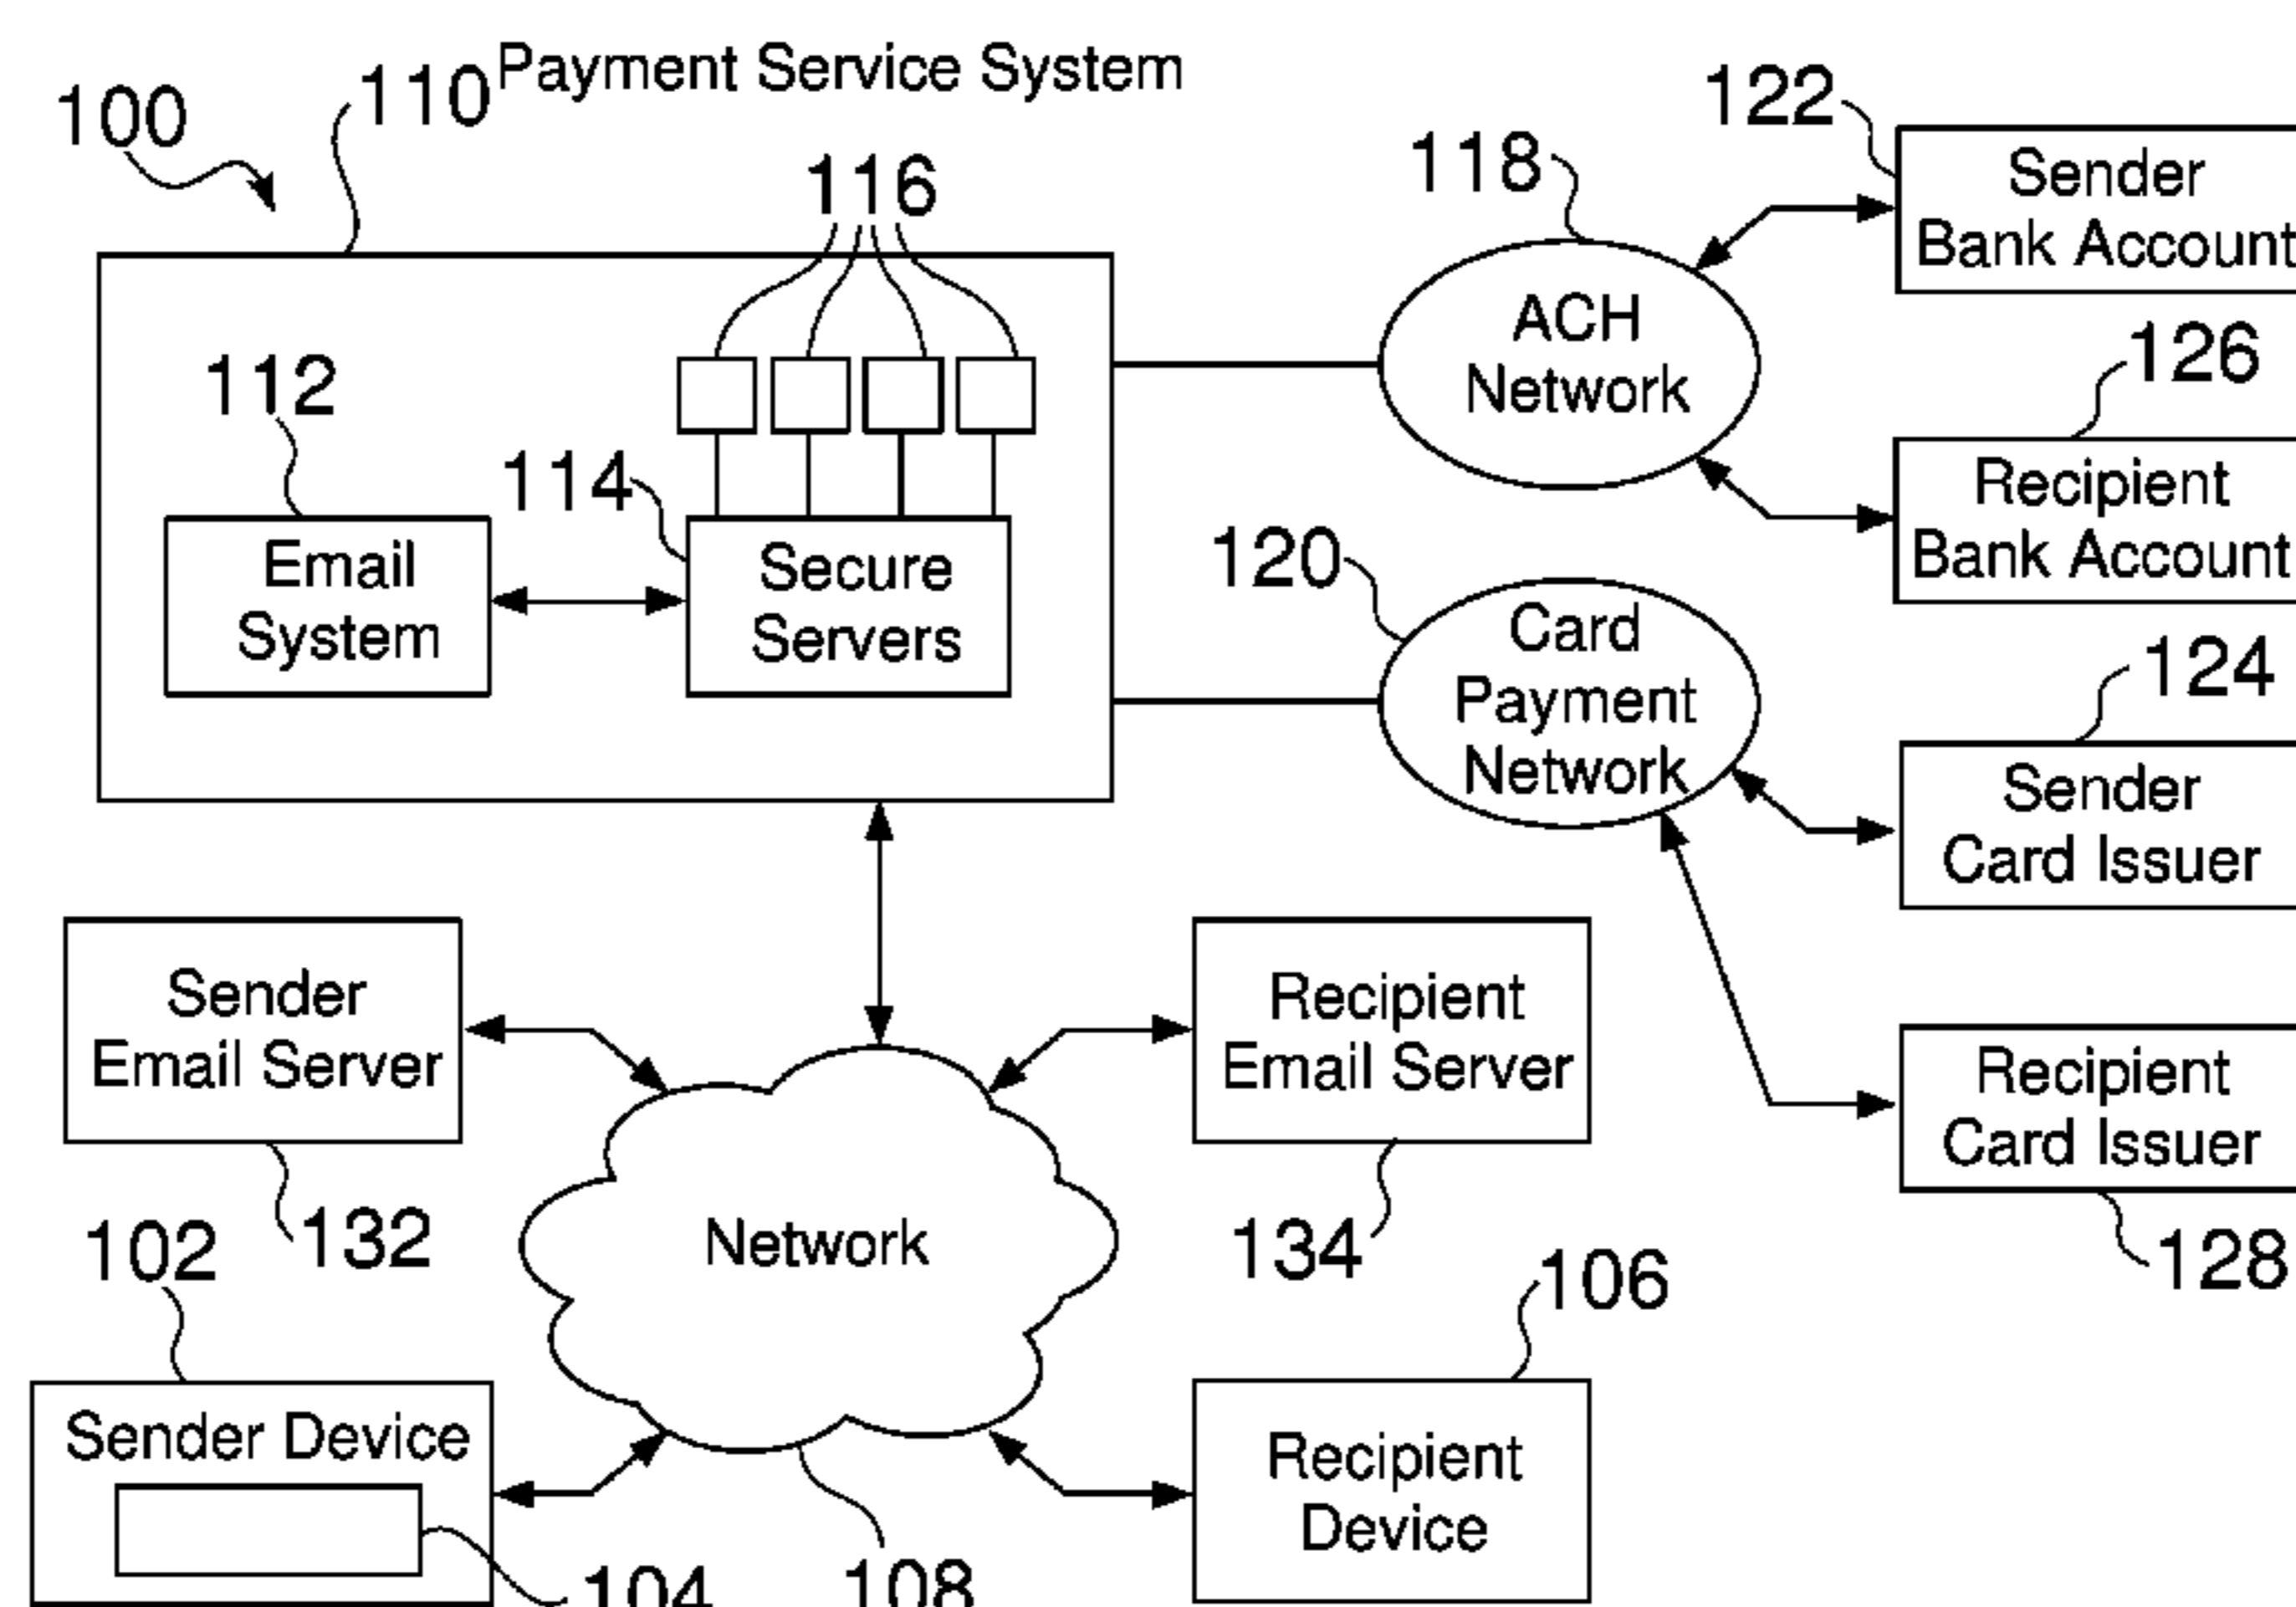 Payment Service System
100
110
122
116
118
Sender
Bank Account
ACH
Network
126
112
114
Recipient
Bank Account
120
Email
System
Secure
Servers
Card
Payment
Network
124
Sender
Card Issuer
Sender
Email Server
Recipient
Email Server
Recipient
Card Issuer
132
Network
134
128
102
106
Sender Device
Recipient
Device
104
108